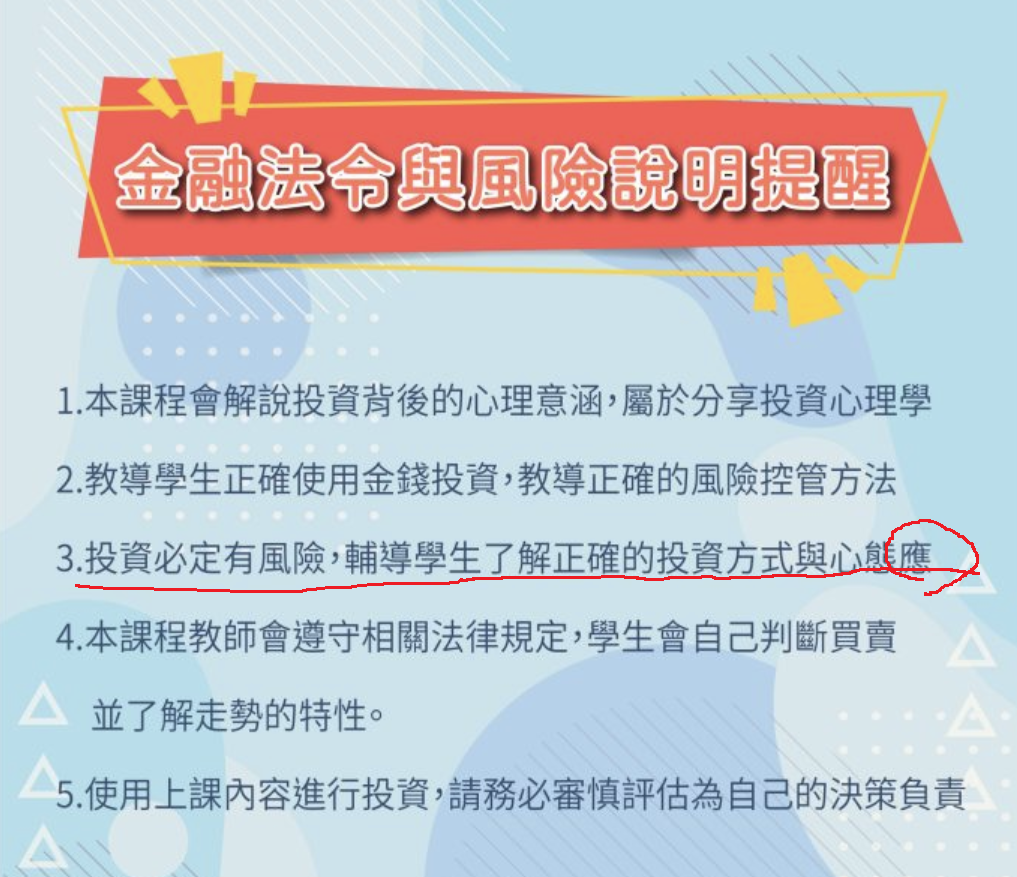 金融法令與風險說明提醒
1.本課程會解說投資背後的心理意涵,屬於分享投資心理學
2.教導學生正確使用金錢投資,教導正確的風險控管方法
3.投資必定有風險,輔導學生了解正確的投資方式與心態應
4.本課程教師會遵守相關法律規定,學生會自己判斷買賣
並了解走勢的特性。
5.使用上課內容進行投資,請務必審慎評估為自己的決策負責